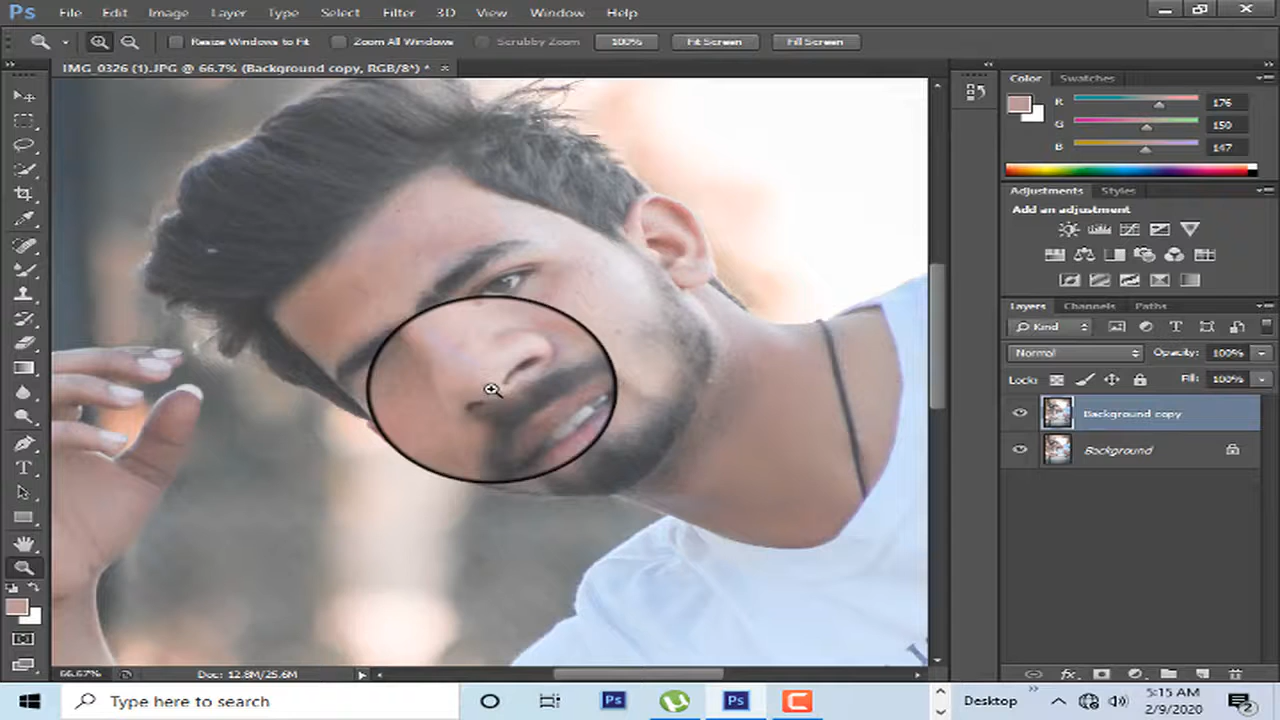 Ps File Edit Image Layer Type Select Filter 3D View Window Help
Resize Windows to Fit Zoom All Windows Scrubby Zoom 100% Fit Screen Fill Screen
IMG_0326 (1).JPG @ 66.7% (Background copy, RGB/8*) *
Color Swatches
R 176
G 150
B 147
Adjustments Styles
Add an adjustment
Layers Channels Paths
Kind
Normal Opacity: 100%
Lock: Fill: 100%
Background copy
Background
66.67% Doc: 12.8M/25.6M
Type here to search
Ps
Ps
Desktop
5:15 AM
2/9/2020
2